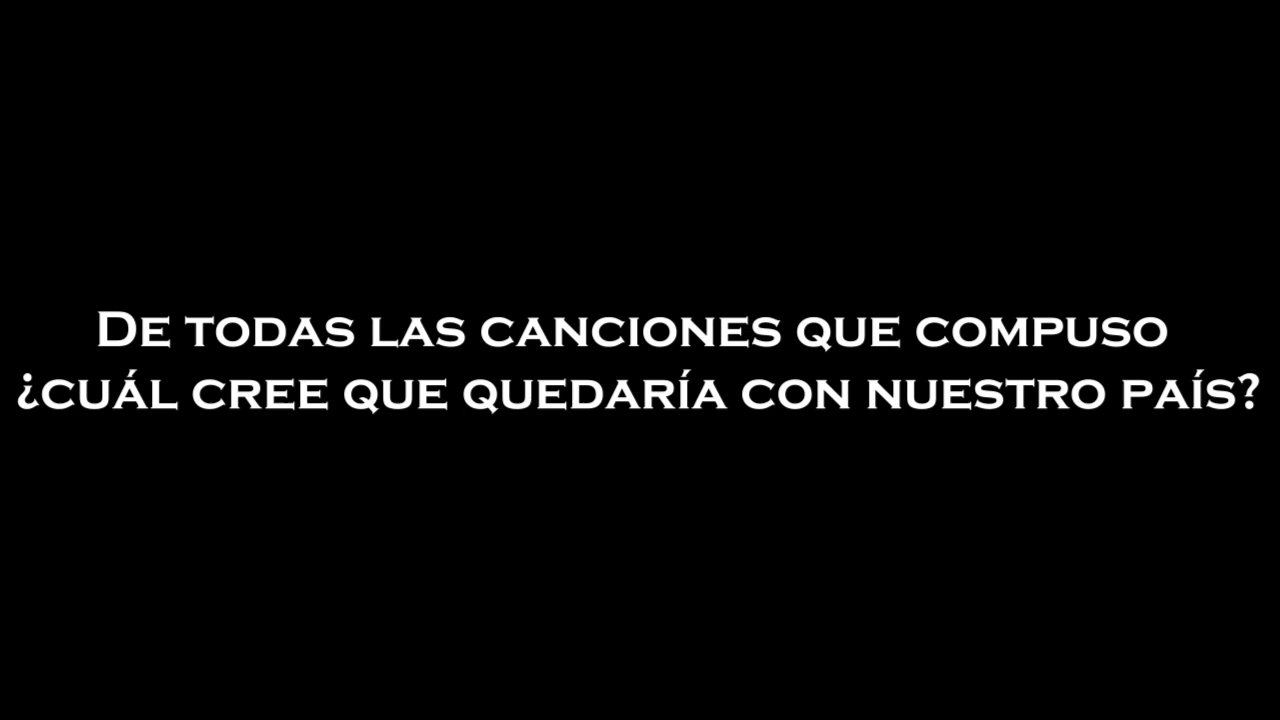 De todas las canciones que compuso
¿cuál cree que quedaría con nuestro país?